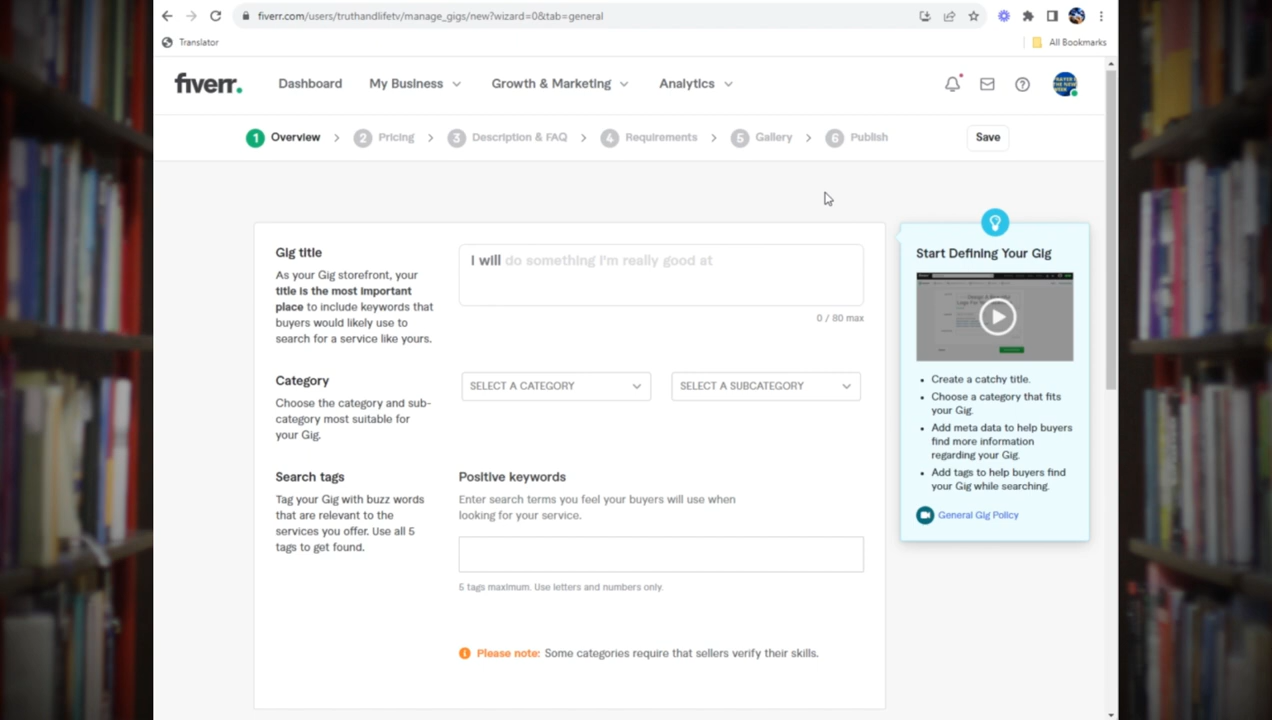 fiverr.com/users/truthandlifetv/manage_gigs/new?wizard=0&tab=general
Translator
All Bookmarks
fiverr.
Dashboard
My Business
Growth & Marketing
Analytics
1 Overview
2 Pricing
3 Description & FAQ
4 Requirements
5 Gallery
6 Publish
Save
Gig title
As your Gig storefront, your
title is the most important
place to include keywords that
buyers would likely use to
search for a service like yours.
I will do something I'm really good at
0 / 80 max
Category
Choose the category and sub-
category most suitable for
your Gig.
SELECT A CATEGORY
SELECT A SUBCATEGORY
Search tags
Tag your Gig with buzz words
that are relevant to the
services you offer. Use all 5
tags to get found.
Positive keywords
Enter search terms you feel your buyers will use when
looking for your service.
5 tags maximum. Use letters and numbers only.
Please note: Some categories require that sellers verify their skills.
Start Defining Your Gig
Create a catchy title.
Choose a category that fits
your Gig.
Add meta data to help buyers
find more information
regarding your Gig.
Add tags to help buyers find
your Gig while searching.
General Gig Policy